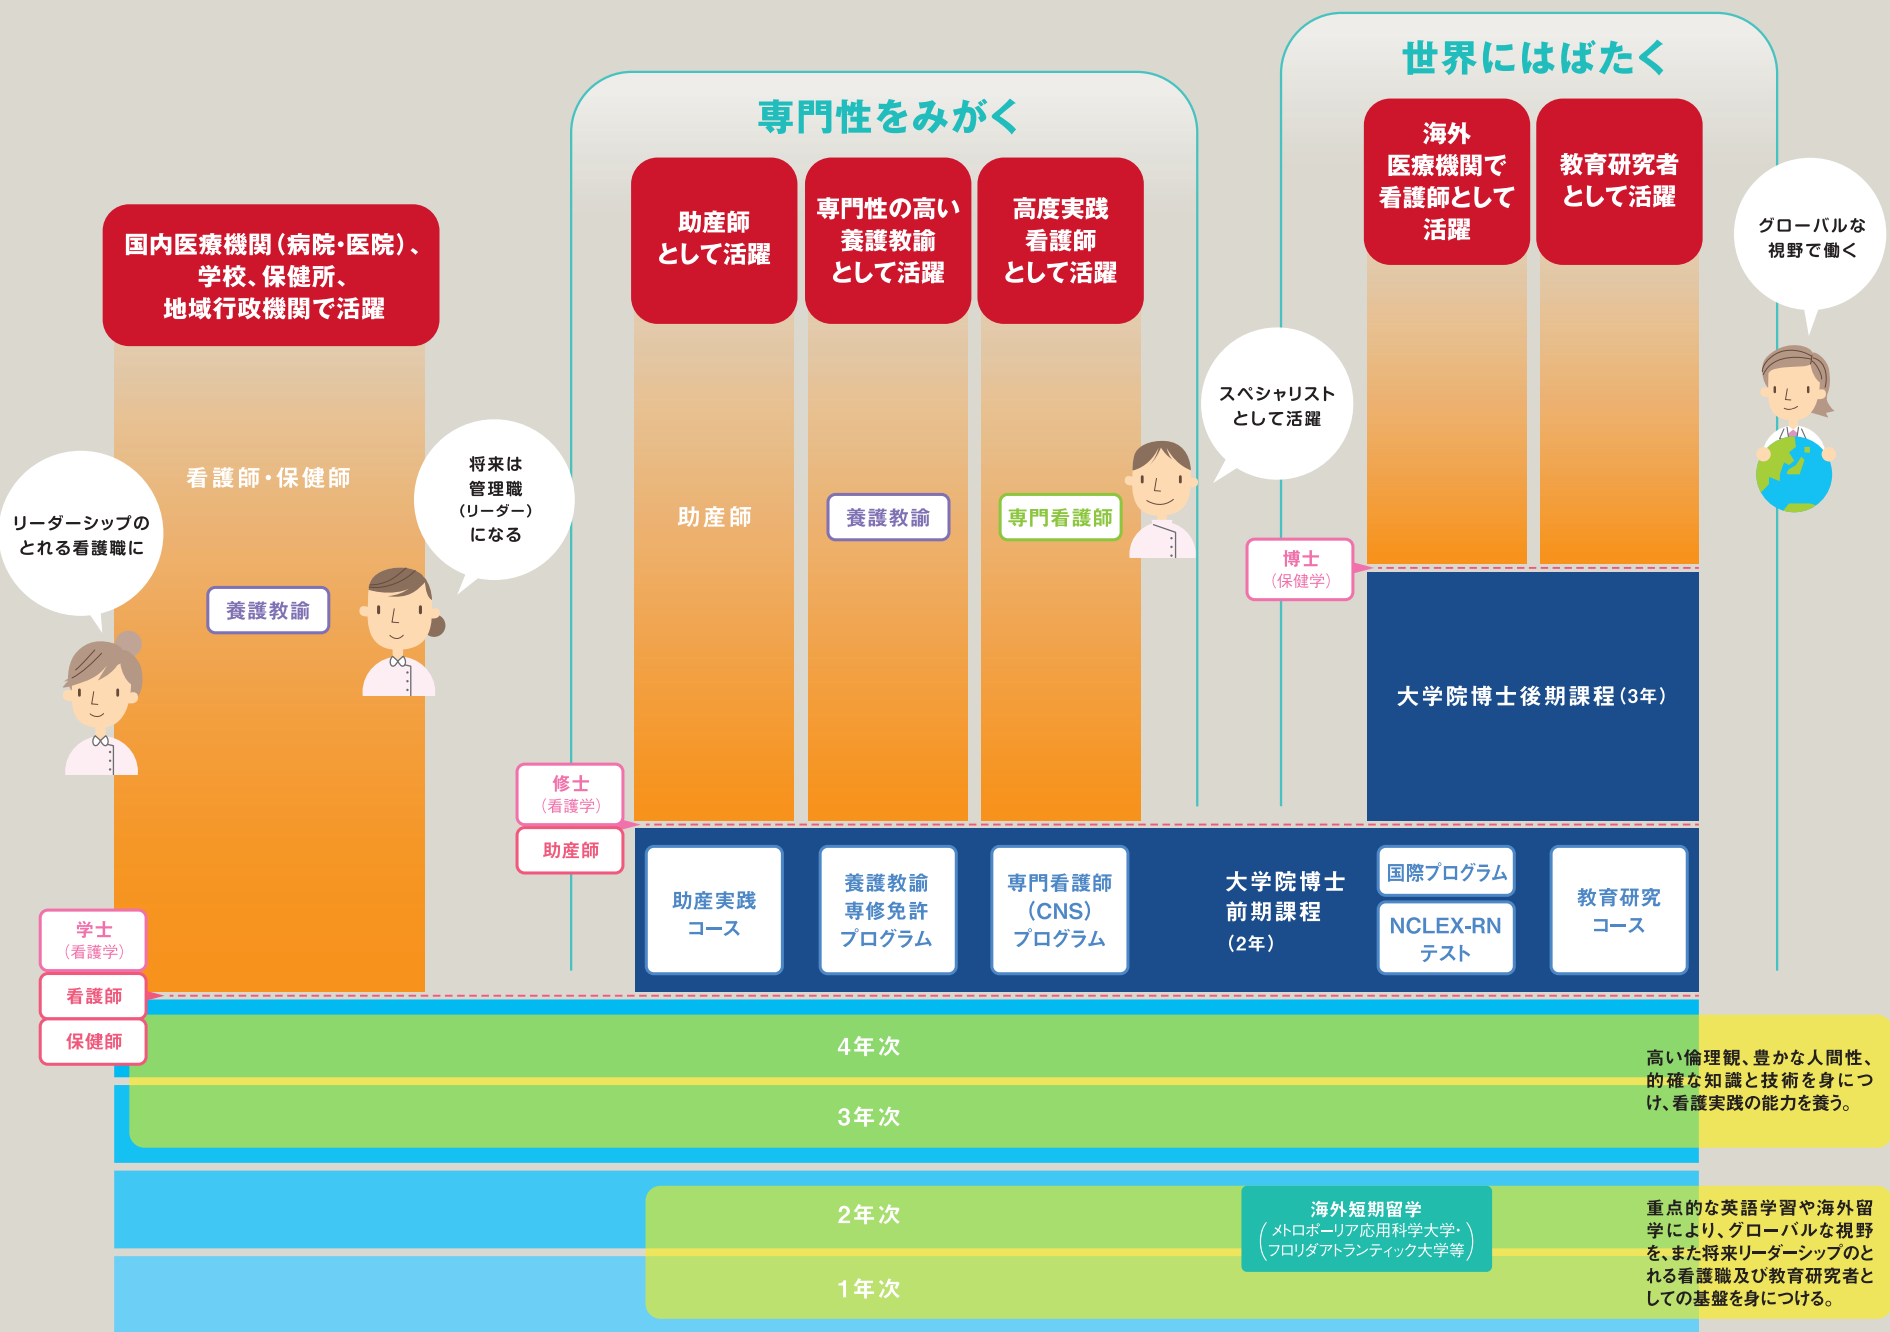 世界にはばたく
専門性をみがく
海外
医療機関で
看護師として
活躍
教育研究者
として活躍
助産師
として活躍
専門性の高い
養護教諭
として活躍
高度実践
看護師
として活躍
国内医療機関（病院・医院）、
学校、保健所、
地域行政機関で活躍
グローバルな
視野で働く
スペシャリスト
として活躍
看護師・保健師
将来は
管理職
（リーダー）
になる
リーダーシップの
とれる看護職に
養護教諭
助産師
養護教諭
専門看護師
博士
（保健学）
大学院博士後期課程（3年）
修士
（看護学）
助産師
助産実践
コース
養護教諭
専修免許
プログラム
専門看護師
（CNS）
プログラム
大学院博士
前期課程
（2年）
国際プログラム
NCLEX-RN
テスト
教育研究
コース
学士
（看護学）
看護師
保健師
4年次
3年次
高い倫理観、豊かな人間性、
的確な知識と技術を身につ
け、看護実践の能力を養う。
2年次
1年次
海外短期留学
（メトロポーリア応用科学大学・
フロリダアトランティック大学等）
重点的な英語学習や海外留
学により、グローバルな視野
を、また将来リーダーシップのと
れる看護職及び教育研究者と
しての基盤を身につける。